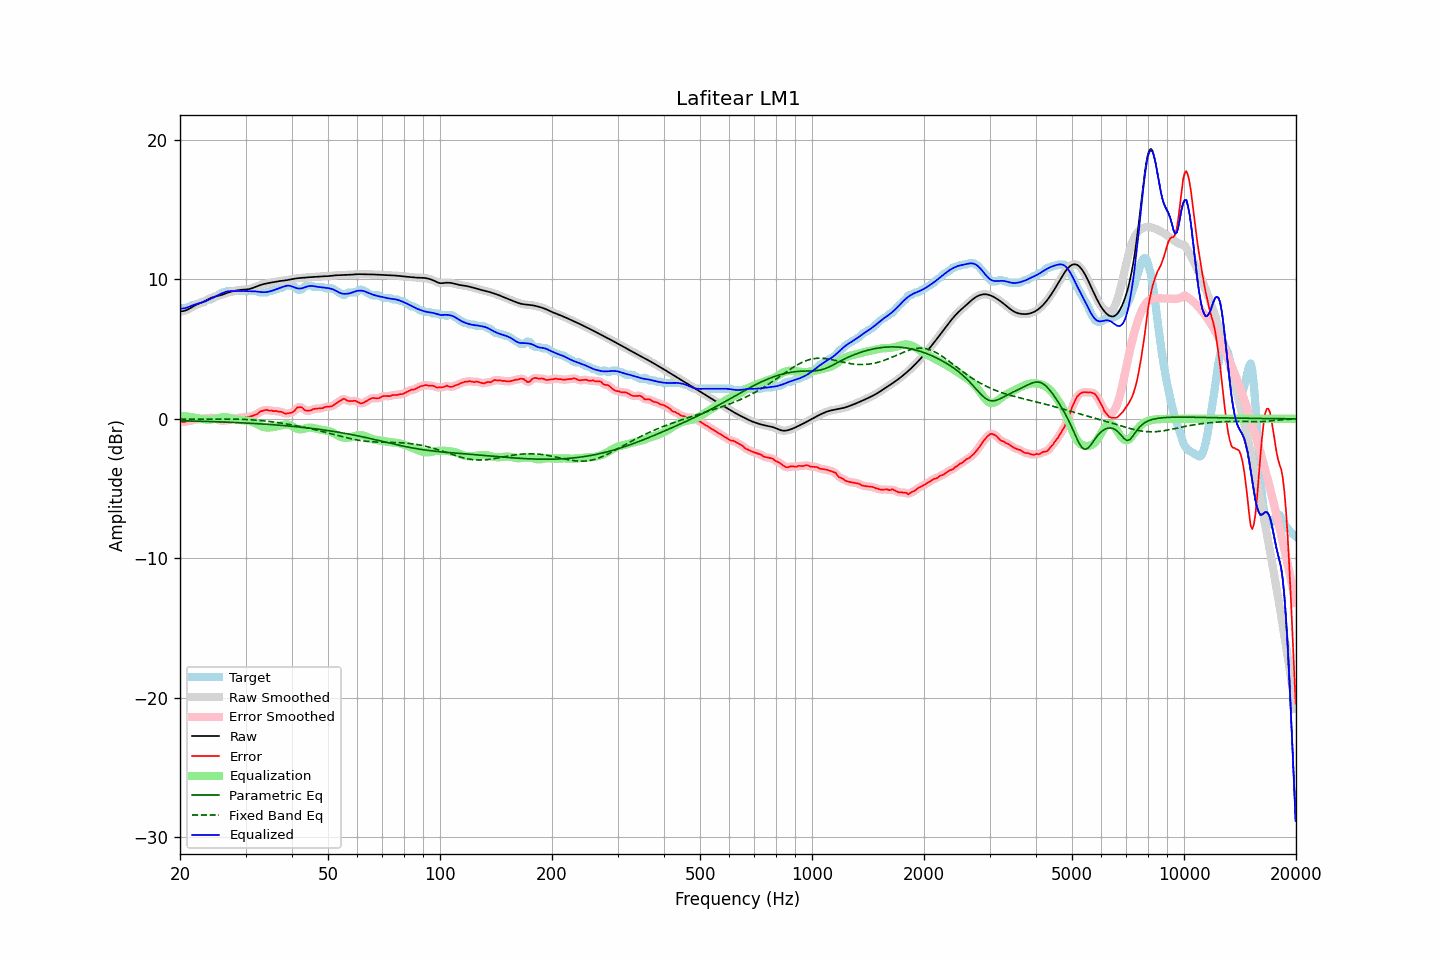 Lafitear LM1
20
10
0
−10
−20
−30
Amplitude (dBr)
Target
Raw Smoothed
Error Smoothed
Raw
Error
Equalization
Parametric Eq
Fixed Band Eq
Equalized
20 50 100 200 500 1000 2000 5000 10000 20000
Frequency (Hz)